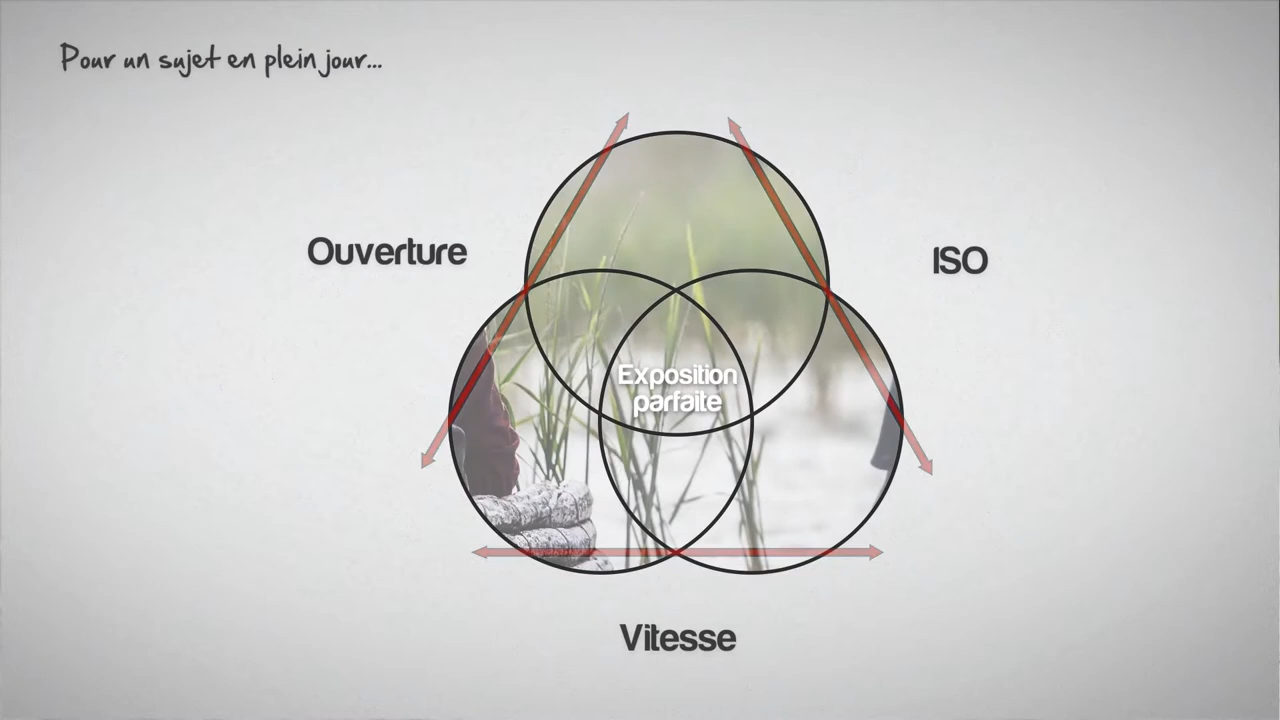 Pour un sujet en plein jour...
Ouverture
ISO
Exposition
parfaite
Vitesse